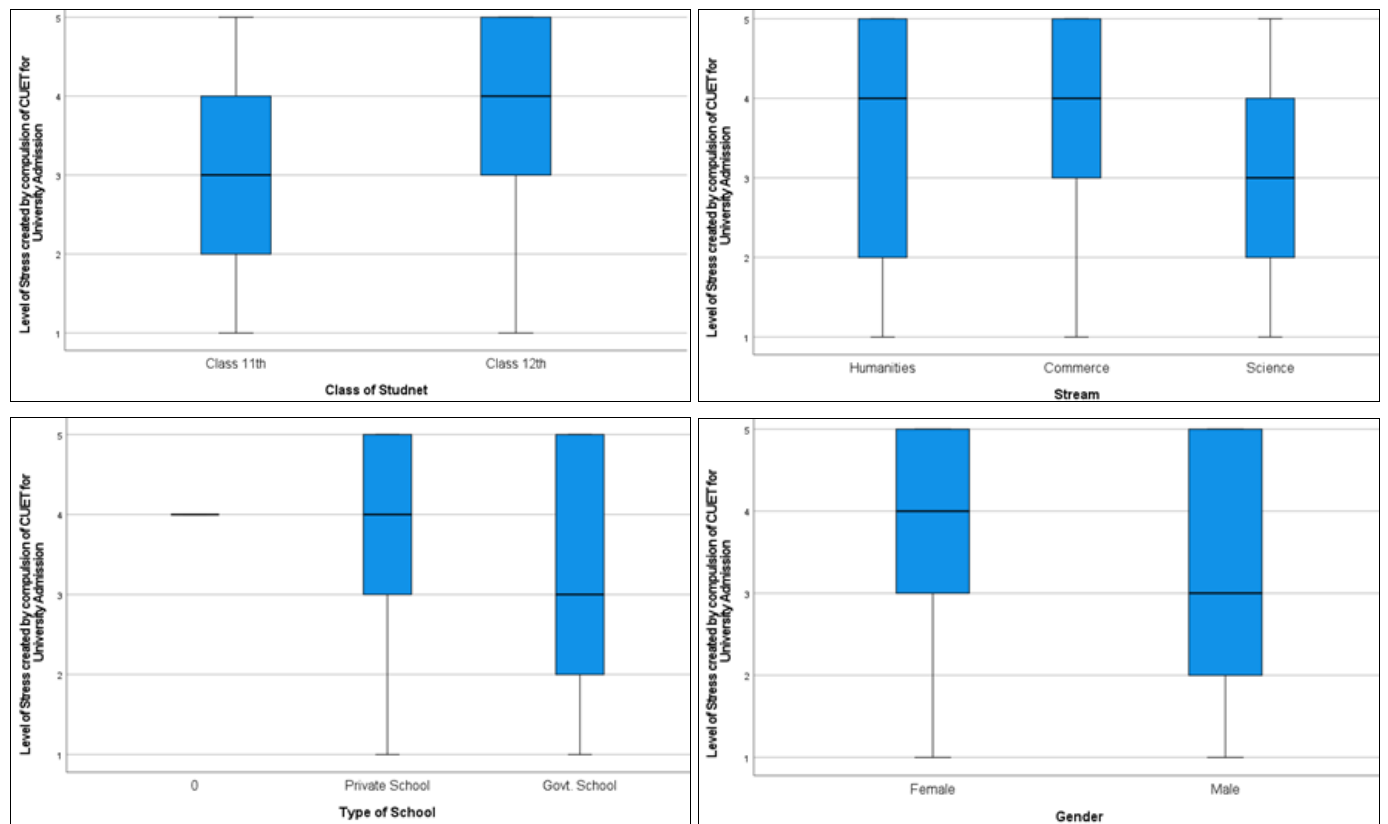 Level of Stress created by compulsion of CUET for
University Admission
5
4
3
2
1
Class 11th
Class 12th
Class of Studnet
Level of Stress created by compulsion of CUET for
University Admission
5
4
3
2
1
Humanities
Commerce
Science
Stream
Level of Stress created by compulsion of CUET for
University Admission
5
4
3
2
1
0
Private School
Govt. School
Type of School
Level of Stress created by compulsion of CUET for
University Admission
5
4
3
2
1
Female
Male
Gender